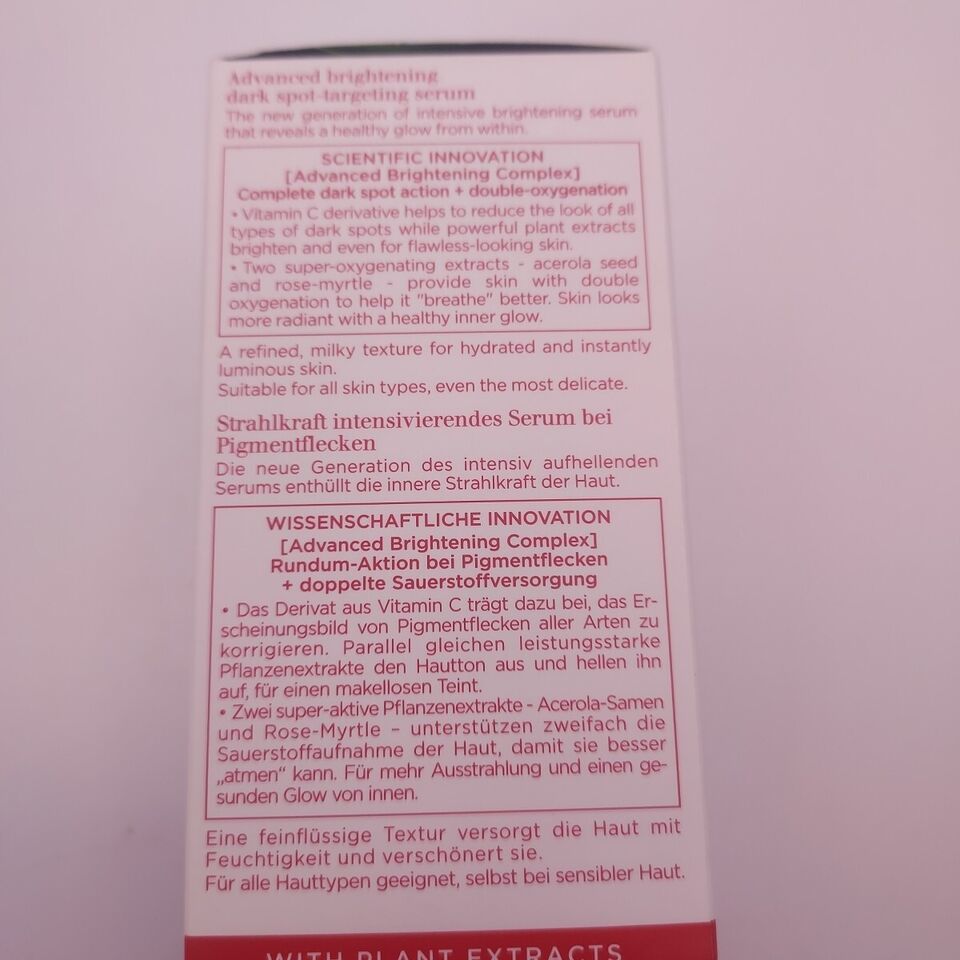 Advanced brightening
dark spot-targeting serum
The new generation of intensive brightening serum
that reveals a healthy glow from within.
SCIENTIFIC INNOVATION
[Advanced Brightening Complex]
Complete dark spot action + double-oxygenation
• Vitamin C derivative helps to reduce the look of all
types of dark spots while powerful plant extracts
brighten and even for flawless-looking skin.
• Two super-oxygenating extracts - acerola seed
and rose-myrtle - provide skin with double
oxygenation to help it "breathe" better. Skin looks
more radiant with a healthy inner glow.
A refined, milky texture for hydrated and instantly
luminous skin.
Suitable for all skin types, even the most delicate.
Strahlkraft intensivierendes Serum bei
Pigmentflecken
Die neue Generation des intensiv aufhellenden
Serums enthüllt die innere Strahlkraft der Haut.
WISSENSCHAFTLICHE INNOVATION
[Advanced Brightening Complex]
Rundum-Aktion bei Pigmentflecken
+ doppelte Sauerstoffversorgung
• Das Derivat aus Vitamin C trägt dazu bei, das Er-
scheinungsbild von Pigmentflecken aller Arten zu
korrigieren. Parallel gleichen leistungsstarke
Pflanzenextrakte den Hautton aus und hellen ihn
auf, für einen makellosen Teint.
• Zwei super-aktive Pflanzenextrakte - Acerola-Samen
und Rose-Myrtle – unterstützen zweifach die
Sauerstoffaufnahme der Haut, damit sie besser
„atmen“ kann. Für mehr Ausstrahlung und einen ge-
sunden Glow von innen.
Eine feinflüssige Textur versorgt die Haut mit
Feuchtigkeit und verschönert sie.
Für alle Hauttypen geeignet, selbst bei sensibler Haut.
WITH PLANT EXTRACTS